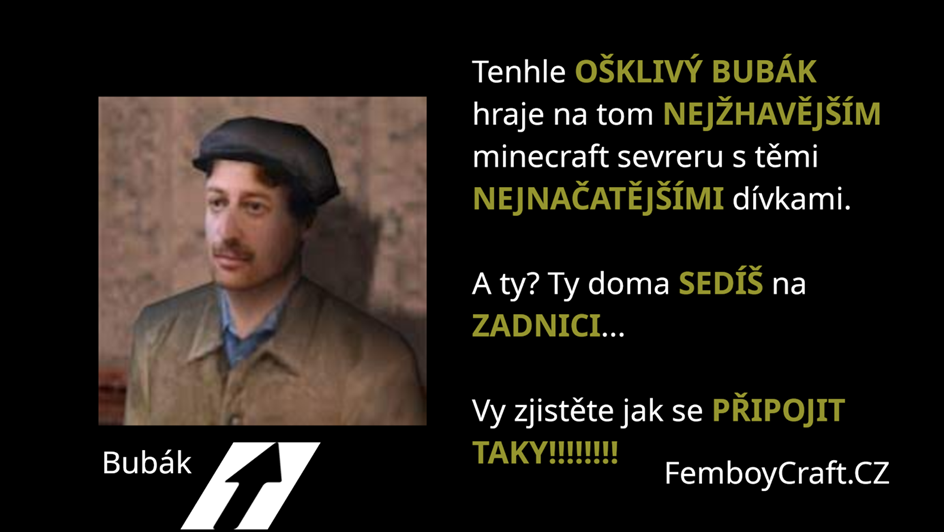 Tenhle OŠKLIVÝ BUBÁK
hraje na tom NEJŽHAVĚJŠÍM
minecraft sevreru s těmi
NEJNAČATĚJŠÍMI dívkami.
A ty? Ty doma SEDÍŠ na
ZADNICI...
Vy zjistěte jak se PŘIPOJIT
TAKY!!!!!!!!
Bubák
FemboyCraft.CZ